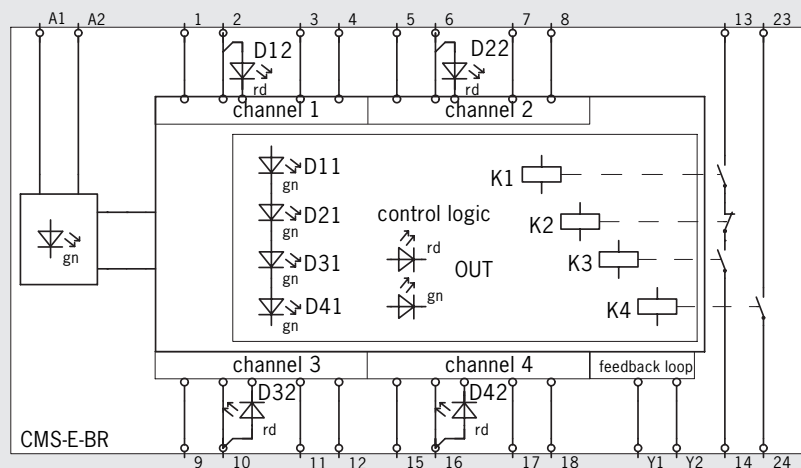 A1 A2 1 2 3 4 5 6 7 8 13 23
D12 D22
rd rd
channel 1 channel 2
D11
gn
K1
D21
gn
control logic
K2
rd
D31
gn
OUT
K3
gn
gn
D41
gn
K4
channel 3 channel 4 feedback loop
D32 D42
rd rd
CMS-E-BR
9 10 11 12 15 16 17 18 Y1 Y2 14 24